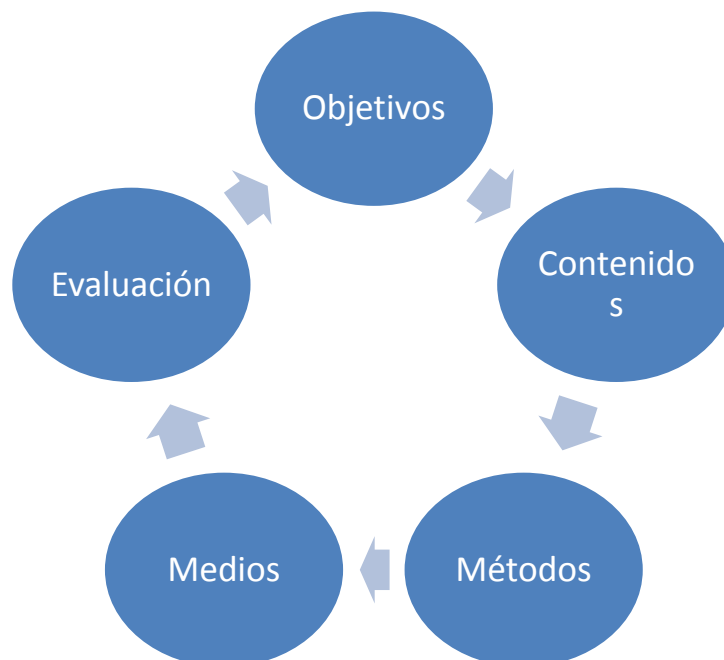 Objetivos
Contenido
s
Métodos
Medios
Evaluación